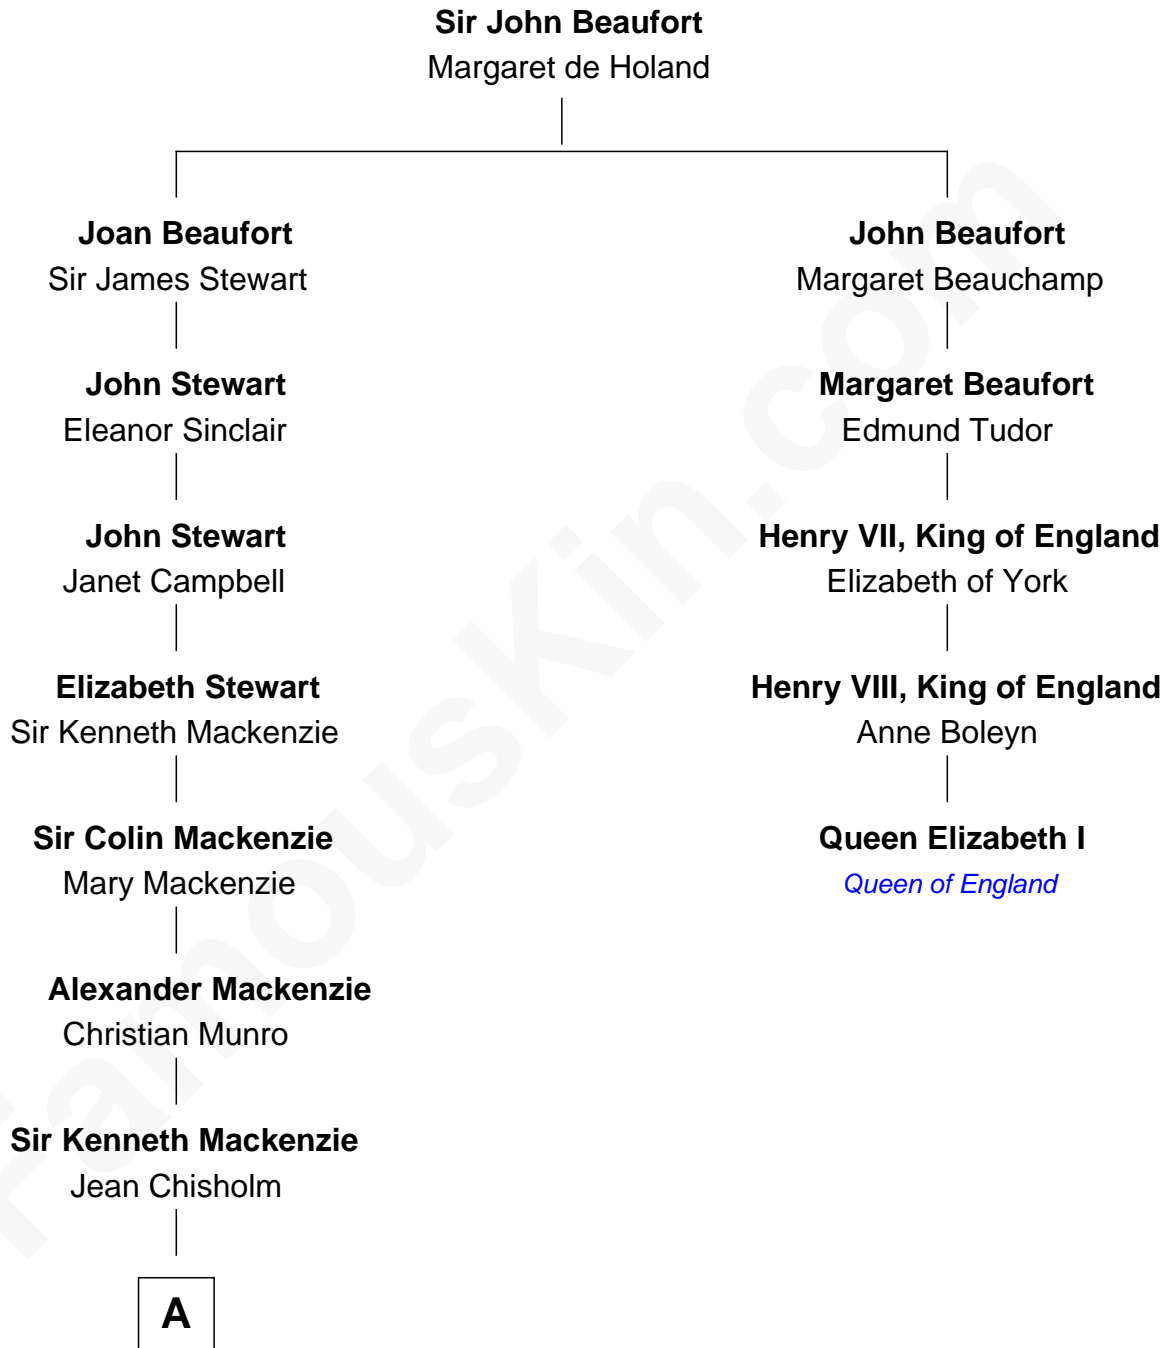 Sir John Beaufort
Margaret de Holand
Joan Beaufort
Sir James Stewart
John Stewart
Eleanor Sinclair
John Stewart
Janet Campbell
Elizabeth Stewart
Sir Kenneth Mackenzie
Sir Colin Mackenzie
Mary Mackenzie
Alexander Mackenzie
Christian Munro
Sir Kenneth Mackenzie
Jean Chisholm
A
John Beaufort
Margaret Beauchamp
Margaret Beaufort
Edmund Tudor
Henry VII, King of England
Elizabeth of York
Henry VIII, King of England
Anne Boleyn
Queen Elizabeth I
Queen of England
FamousKin.com